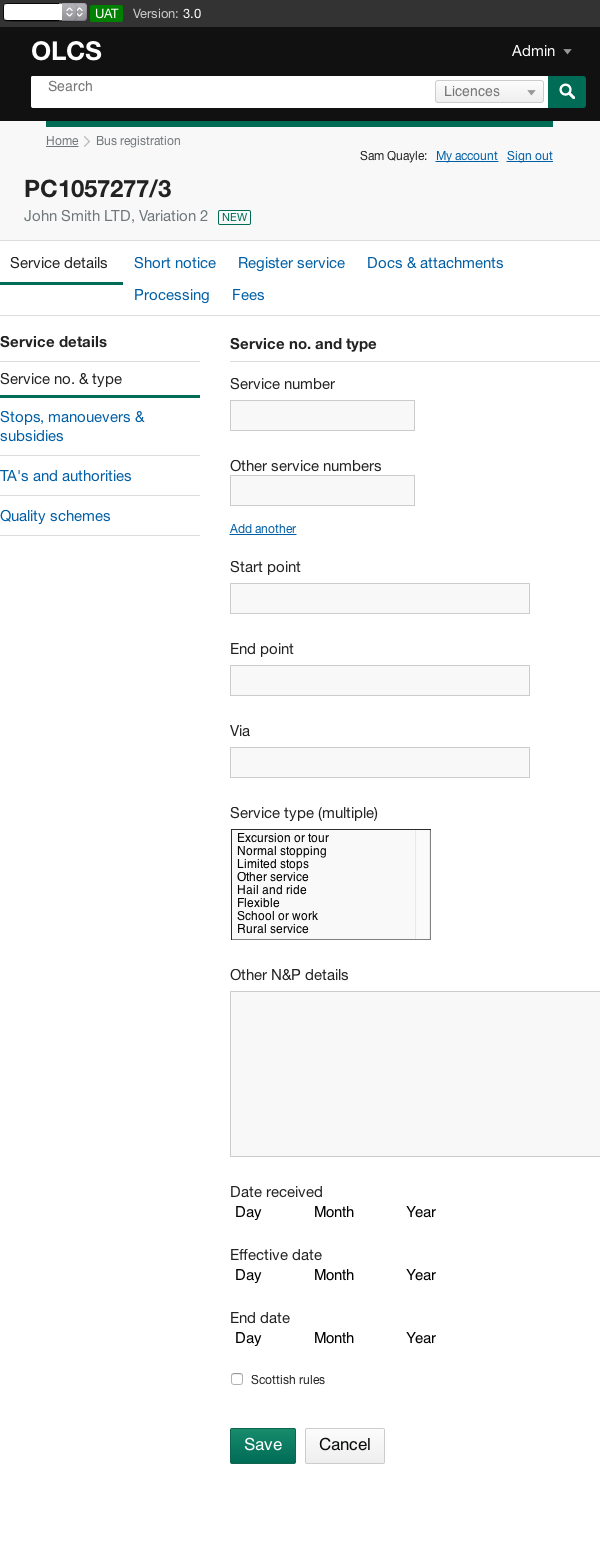 UAT Version: 3.0
OLCS Admin
Search Licences
Home Bus registration
Sam Quayle: My account Sign out
PC1057277/3
John Smith LTD, Variation 2 NEW
Service details Short notice Register service Docs & attachments
Processing Fees
Service details
Service no. & type
Stops, manouevers &
subsidies
TA's and authorities
Quality schemes
Service no. and type
Service number
Other service numbers
Add another
Start point
End point
Via
Service type (multiple)
Excursion or tour
Normal stopping
Limited stops
Other service
Hail and ride
Flexible
School or work
Rural service
Other N&P details
Date received
Day Month Year
Effective date
Day Month Year
End date
Day Month Year
Scottish rules
Save Cancel